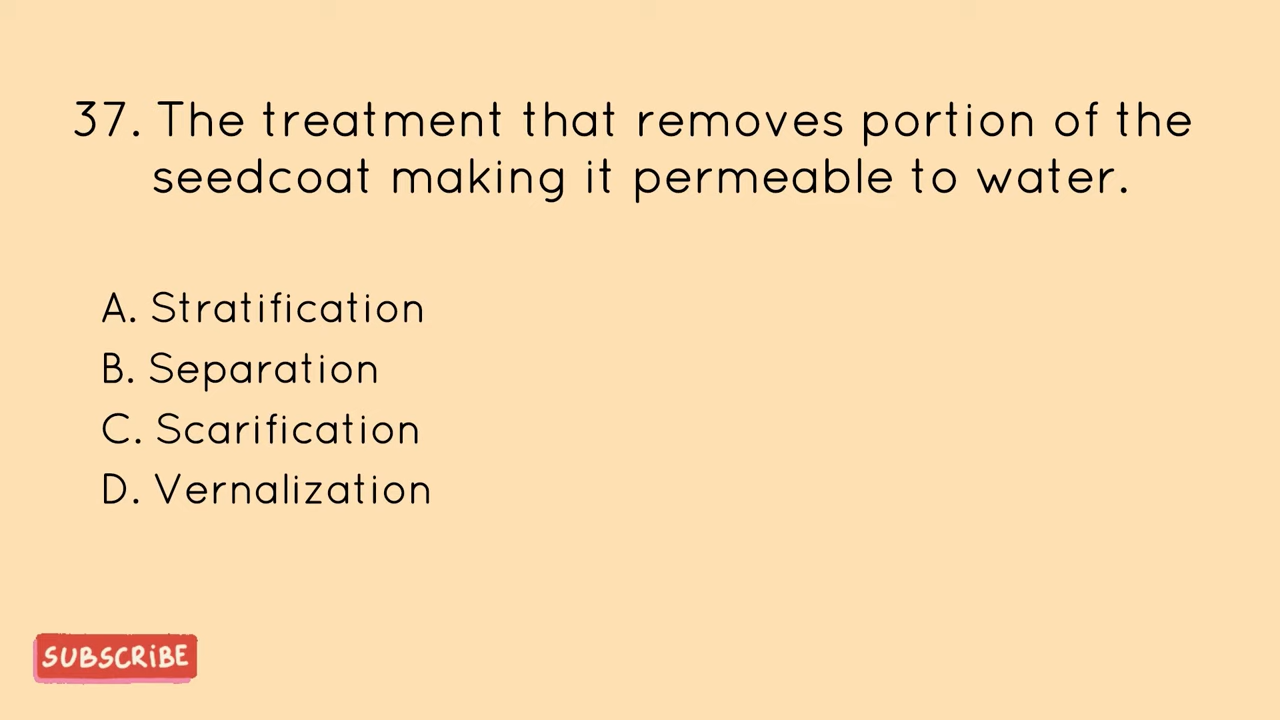 37. The treatment that removes portion of the
seedcoat making it permeable to water.
A. Stratification
B. Separation
C. Scarification
D. Vernalization
SUBSCRiBE